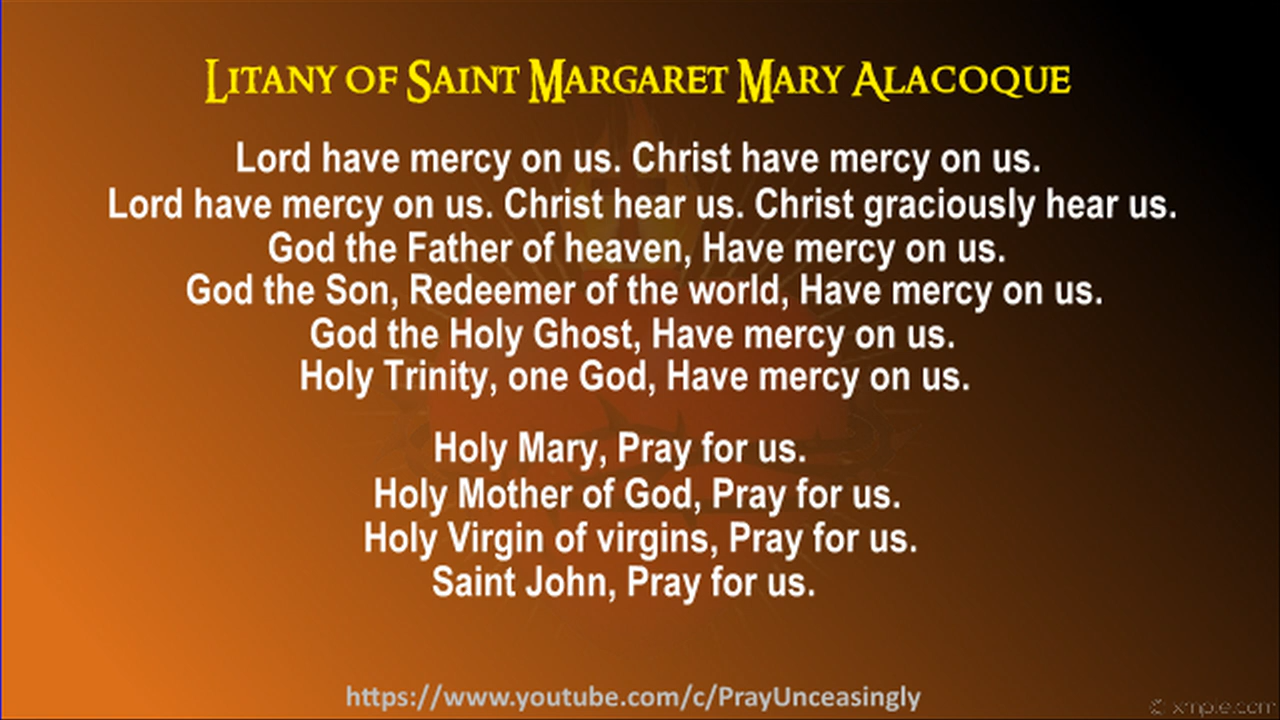 Litany of Saint Margaret Mary Alacoque
Lord have mercy on us. Christ have mercy on us.
Lord have mercy on us. Christ hear us. Christ graciously hear us.
God the Father of heaven, Have mercy on us.
God the Son, Redeemer of the world, Have mercy on us.
God the Holy Ghost, Have mercy on us.
Holy Trinity, one God, Have mercy on us.
Holy Mary, Pray for us.
Holy Mother of God, Pray for us.
Holy Virgin of virgins, Pray for us.
Saint John, Pray for us.
https://www.youtube.com/c/PrayUnceasingly
© xmple.com